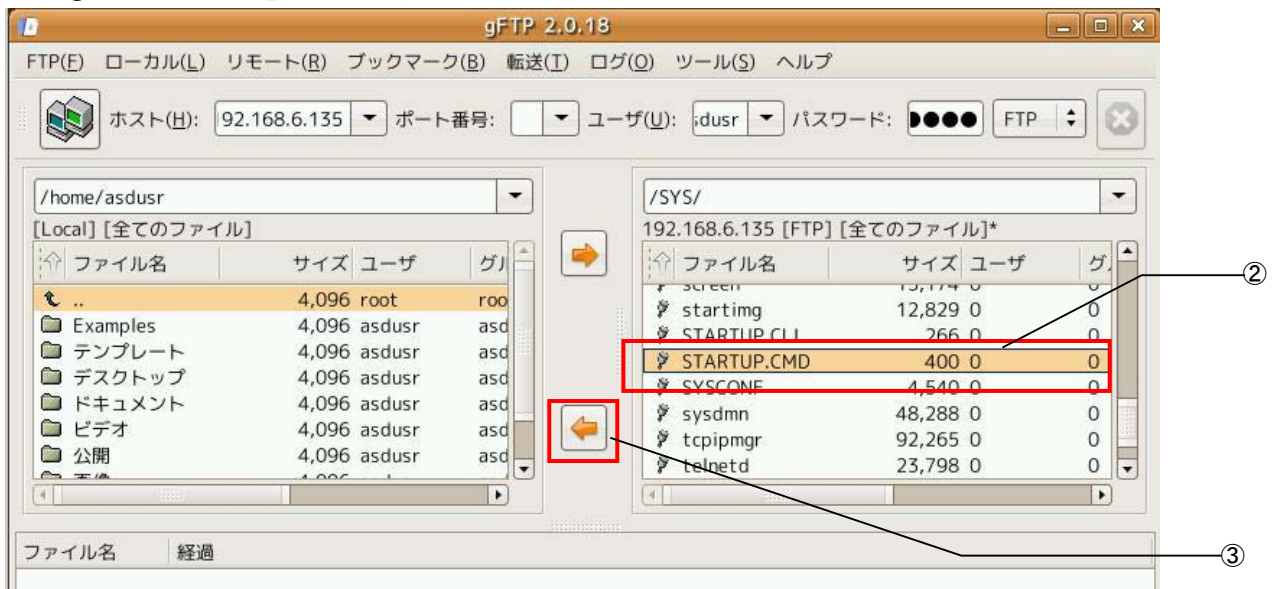 gFTP 2.0.18
FTP(F) ローカル(L) リモート(R) ブックマーク(B) 転送(T) ログ(O) ツール(S) ヘルプ
ホスト(H): 92.168.6.135 ポート番号: ユーザ(U): sdusr パスワード: ●●●● FTP
/home/asdusr
[Local] [全てのファイル]
ファイル名 サイズ ユーザ グル
.. 4,096 root roo
Examples 4,096 asdusr asd
テンプレート 4,096 asdusr asd
デスクトップ 4,096 asdusr asd
ドキュメント 4,096 asdusr asd
ビデオ 4,096 asdusr asd
公開 4,096 asdusr asd
/SYS/
192.168.6.135 [FTP] [全てのファイル]*
ファイル名 サイズ ユーザ グ
screen 0 0
startimg 12,829 0 0
STARTUP.CLI 266 0 0
STARTUP.CMD 400 0 0
SYSCONF 4,540 0 0
sysdmn 48,288 0 0
tcpipmgr 92,265 0 0
telnetd 23,798 0 0
②
③
ファイル名 経過